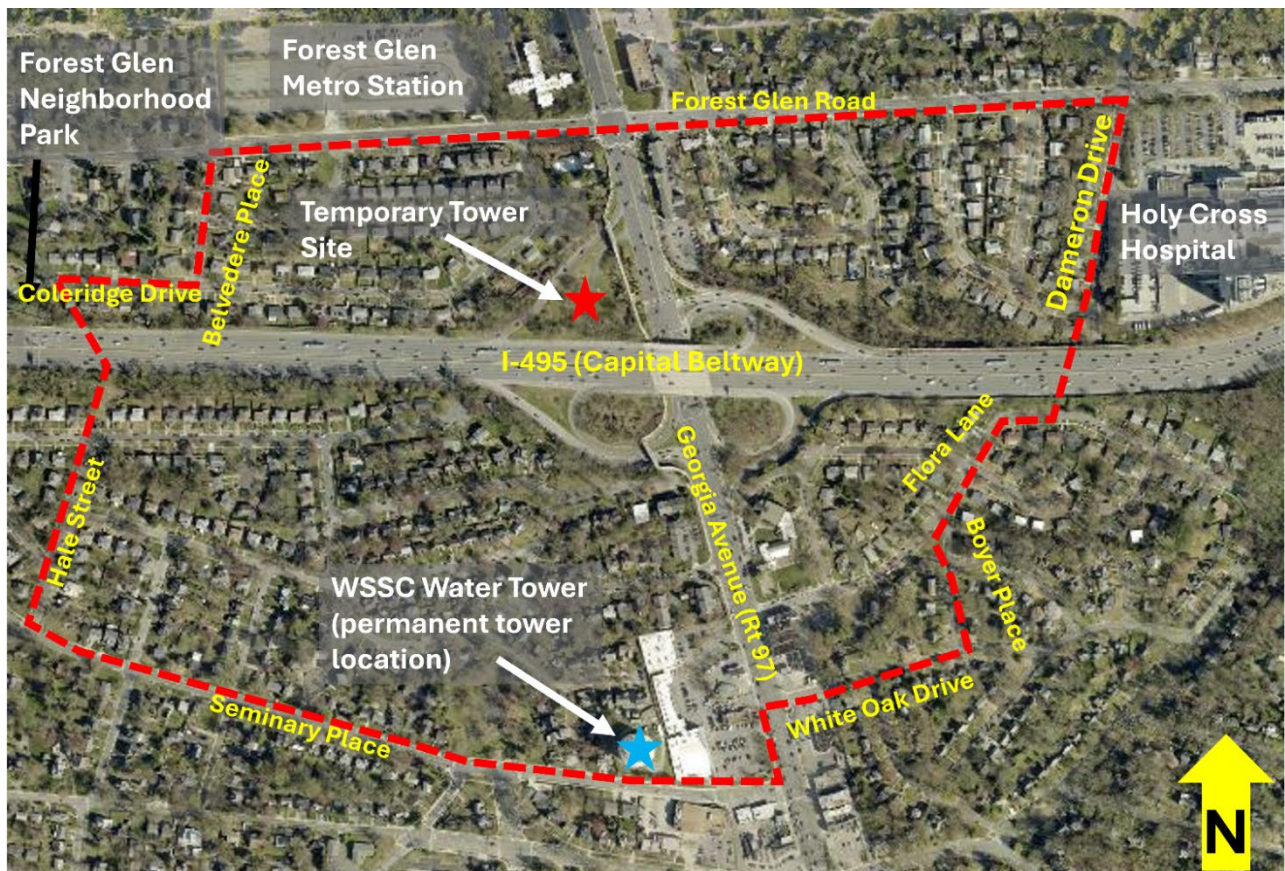 Forest Glen
Neighborhood
Park
Forest Glen
Metro Station
Forest Glen Road
Belvedere Place
Temporary Tower
Site
Dameron Drive
Holy Cross
Hospital
Coleridge Drive
I-495 (Capital Beltway)
Hale Street
Georgia Avenue (Rt 97)
Flora Lane
Boyer Place
WSSC Water Tower
(permanent tower
location)
Seminary Place
White Oak Drive
N